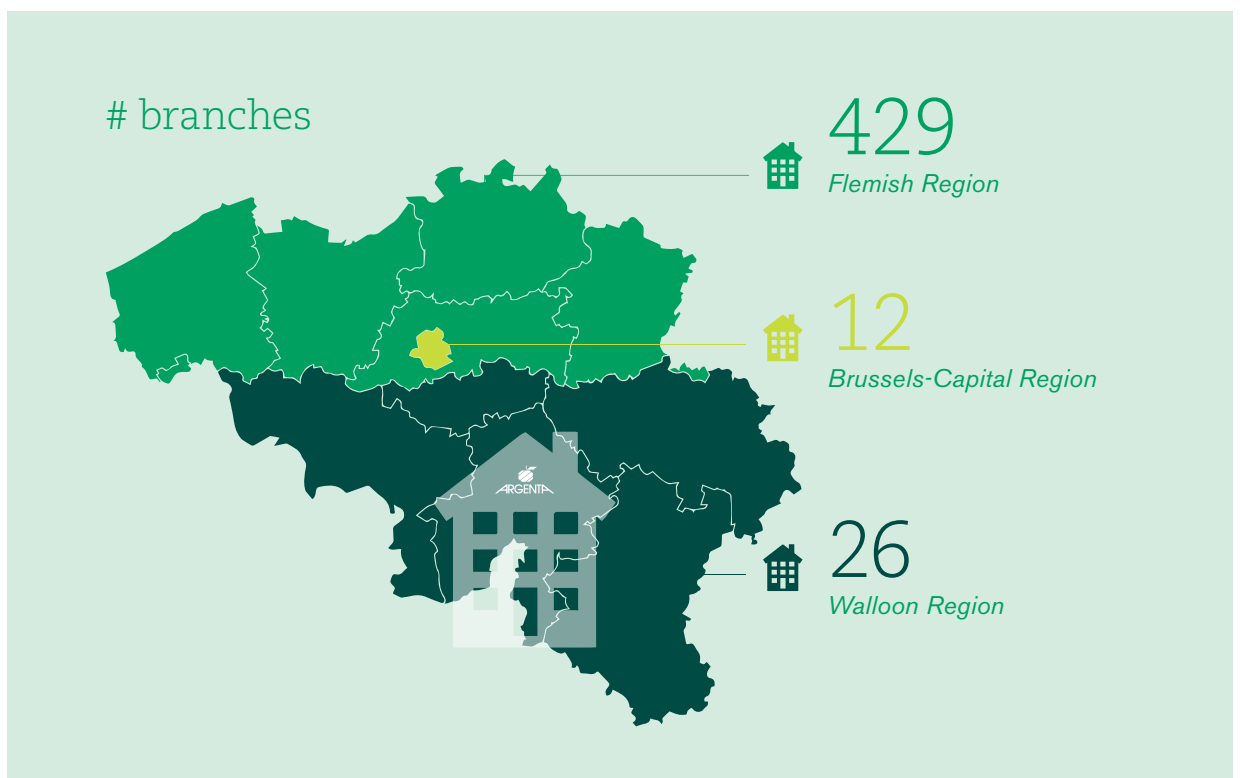 # branches
429
Flemish Region
12
Brussels-Capital Region
ARGENTA
26
Walloon Region